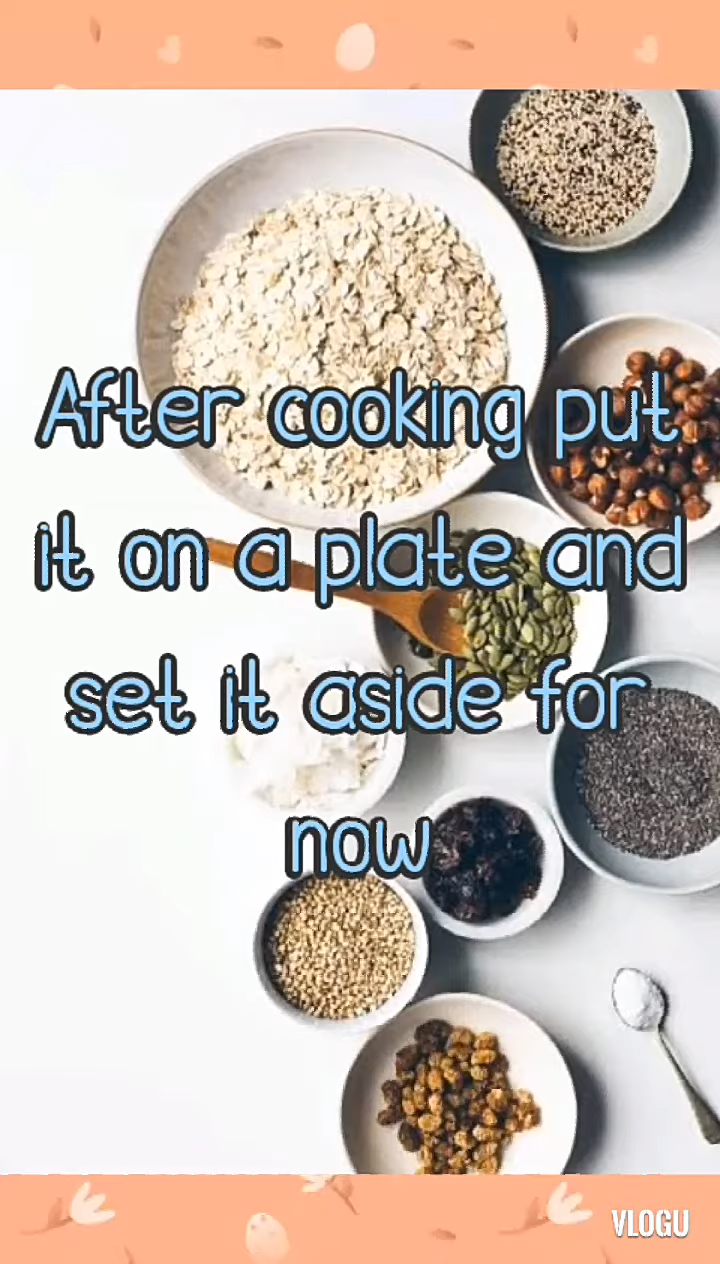 After cooking put
it on a plate and
set it aside for
now
VLOGU